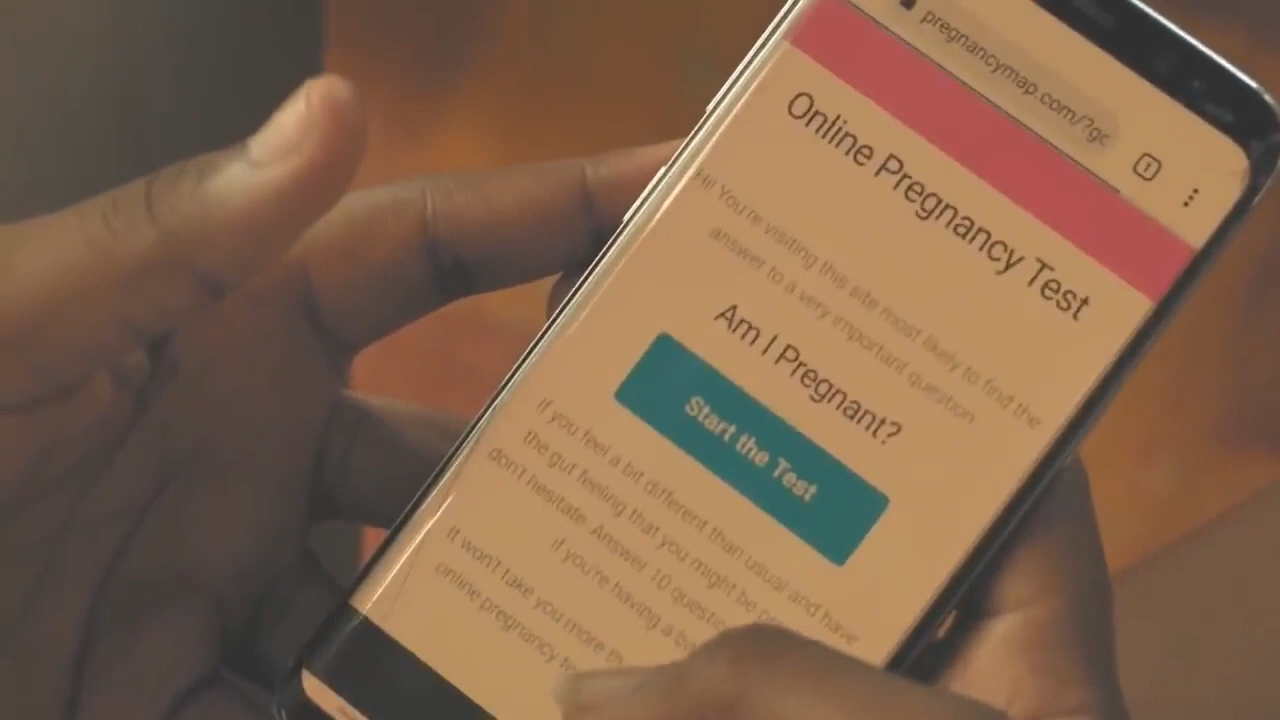 pregnancymap.com/?gc
1
Online Pregnancy Test
Hi! You're visiting this site most likely to find the
answer to a very important question
Am I Pregnant?
Start the Test
If you feel a bit different than usual and have
the gut feeling that you might be
don't hesitate. Answer 10
if you're having a
It won't take you more
online pregnancy